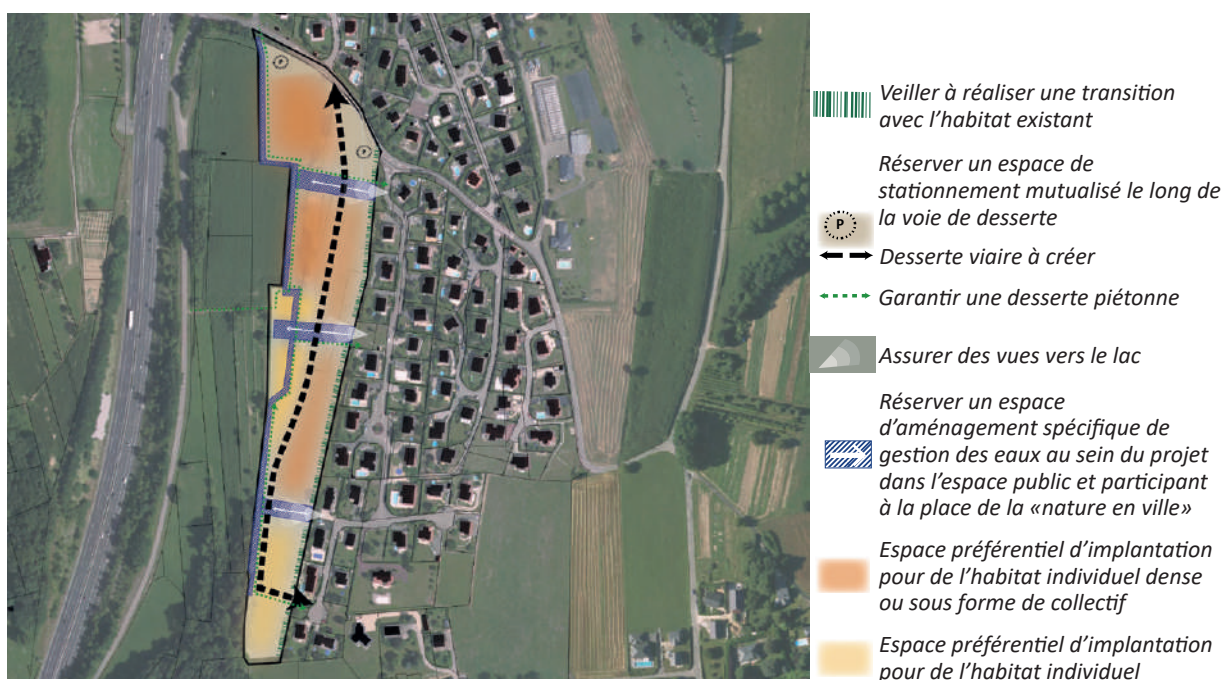 P
P
Veiller à réaliser une transition
avec l’habitat existant
Réserver un espace de
stationnement mutualisé le long de
la voie de desserte
P
Desserte viaire à créer
Garantir une desserte piétonne
Assurer des vues vers le lac
Réserver un espace
d’aménagement spécifique de
gestion des eaux au sein du projet
dans l’espace public et participant
à la place de la «nature en ville»
Espace préférentiel d’implantation
pour de l’habitat individuel dense
ou sous forme de collectif
Espace préférentiel d’implantation
pour de l’habitat individuel